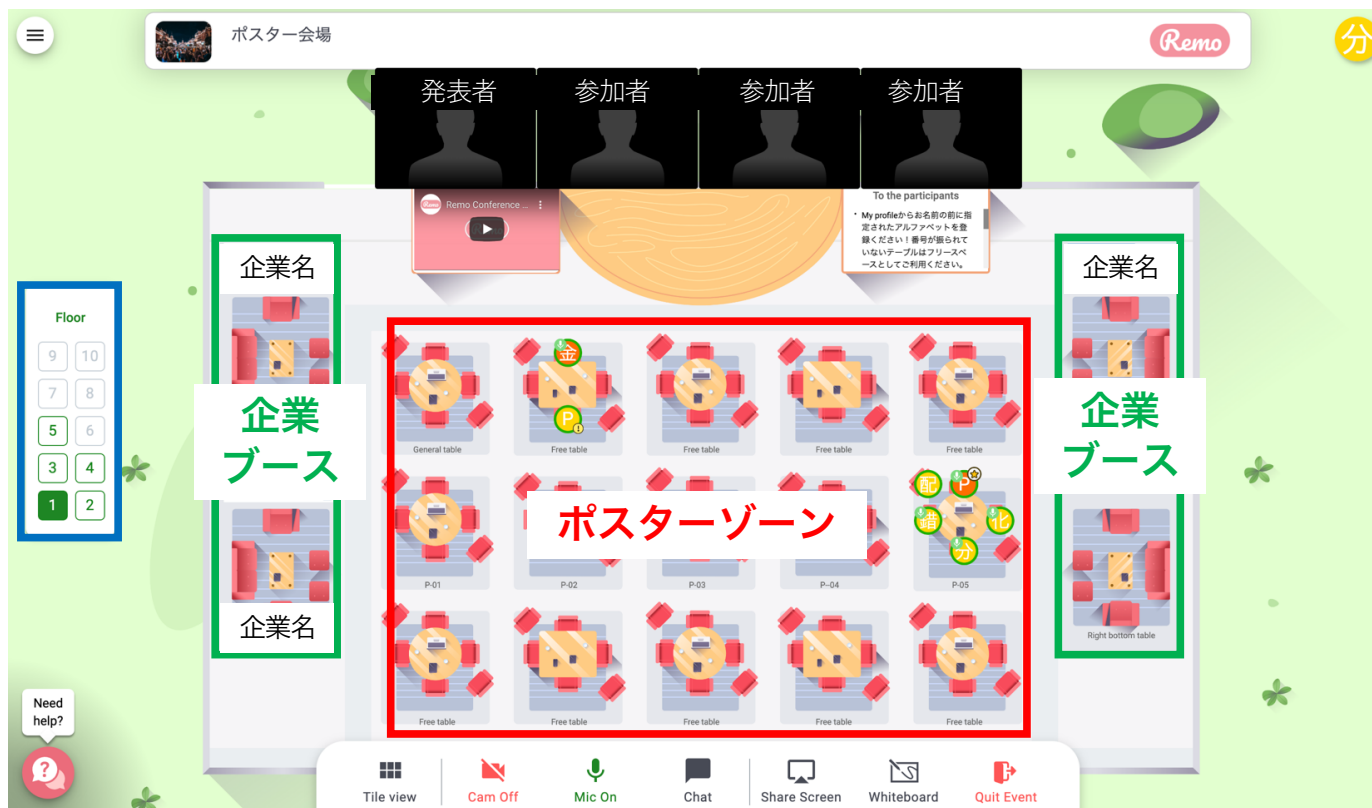 ポスター会場
Remo
分
発表者
参加者
参加者
参加者
Remo Conference ...
To the participants
・ My profileからお名前の前に指
定されたアルファベットを登
録ください！番号が振られて
いないテーブルはフリースペ
ースとしてご利用ください。
企業名
企業名
Floor
9 10
7 8
5 6
3 4
1 2
企業
ブース
企業名
企業
ブース
Right bottom table
金
P
General table
Free table
Free table
Free table
Free table
ポスターゾーン
配
P
錯
化
分
P-01
P-02
P-03
P-04
P-05
Free table
Free table
Free table
Free table
Free table
Need
help?
?
Tile view
Cam Off
Mic On
Chat
Share Screen
Whiteboard
Quit Event